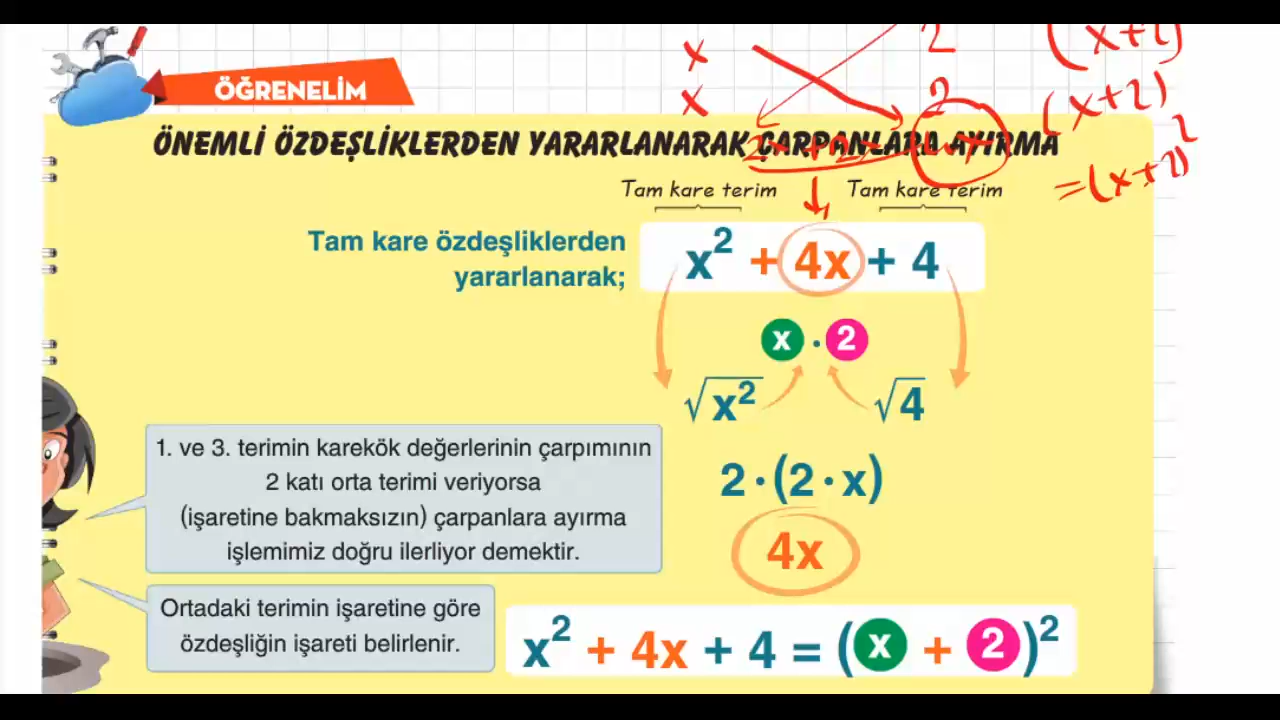 x 2 (x+2)
ÖĞRENELİM
x 2 (x+2)
ÖNEMLİ ÖZDEŞLİKLERDEN YARARLANARAK ÇARPANLARA AYIRMA
2x + 2x = 4x
= (x+2)²
Tam kare terim Tam kare terim
Tam kare özdeşliklerden
yararlanarak;
x² + 4x + 4
x · 2
√x² √4
1. ve 3. terimin karekök değerlerinin çarpımının
2 katı orta terimi veriyorsa
(işaretine bakmaksızın) çarpanlara ayırma
işlemimiz doğru ilerliyor demektir.
2·(2·x)
4x
Ortadaki terimin işaretine göre
özdeşliğin işareti belirlenir.
x² + 4x + 4 = (x + 2)²